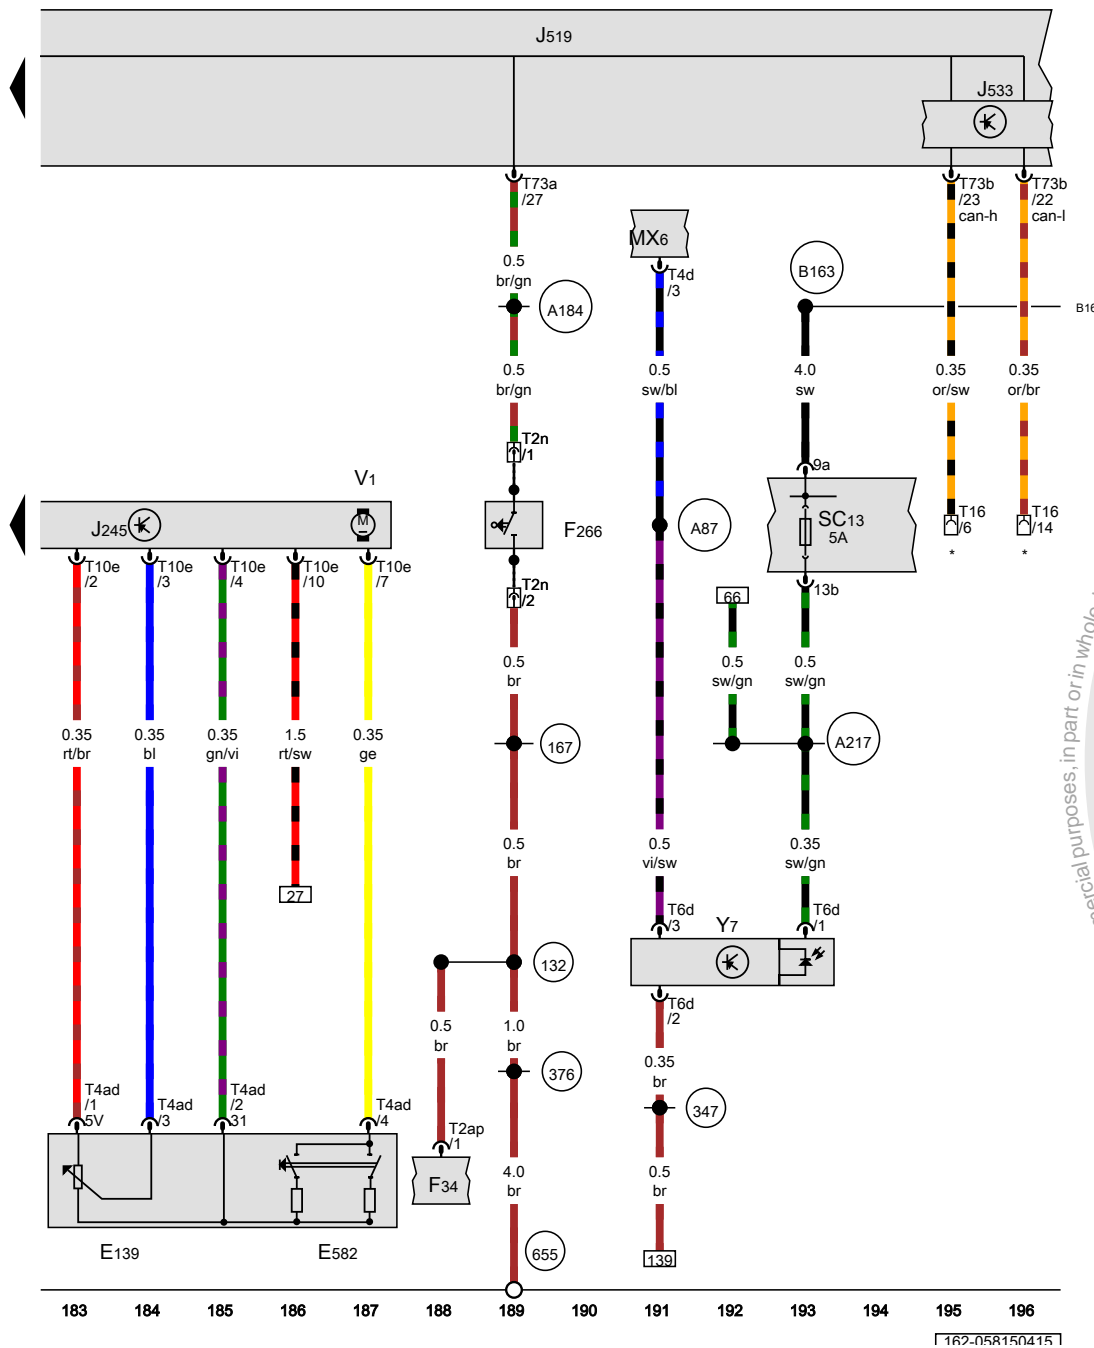 J519
J533
T73a
/27
T73b
/23
can-h
T73b
/22
can-l
MX6
T4d
/3
B163
0.5
br/gn
A184
B16
0.5
br/gn
0.5
sw/bl
4.0
sw
0.35
or/sw
0.35
or/br
T2n
/1
9a
V1
J245
M
F266
A87
SC13
5A
T16
/6
*
T16
/14
*
T10e
/2
T10e
/3
T10e
/4
T10e
/10
T10e
/7
T2n
/2
13b
66
0.5
br
0.5
sw/gn
0.5
sw/gn
0.35
rt/br
0.35
bl
0.35
gn/vi
1.5
rt/sw
0.35
ge
167
A217
0.5
br
0.5
vi/sw
0.35
sw/gn
27
T6d
/3
Y7
T6d
/1
132
T6d
/2
0.5
br
1.0
br
0.35
br
376
347
T4ad
/1
5V
T4ad
/3
T4ad
/2
31
T4ad
/4
T2ap
/1
F34
4.0
br
0.5
br
E139
E582
655
139
183 184 185 186 187 188 189 190 191 192 193 194 195 196
162-058150415
mercial purposes, in part or in whole,